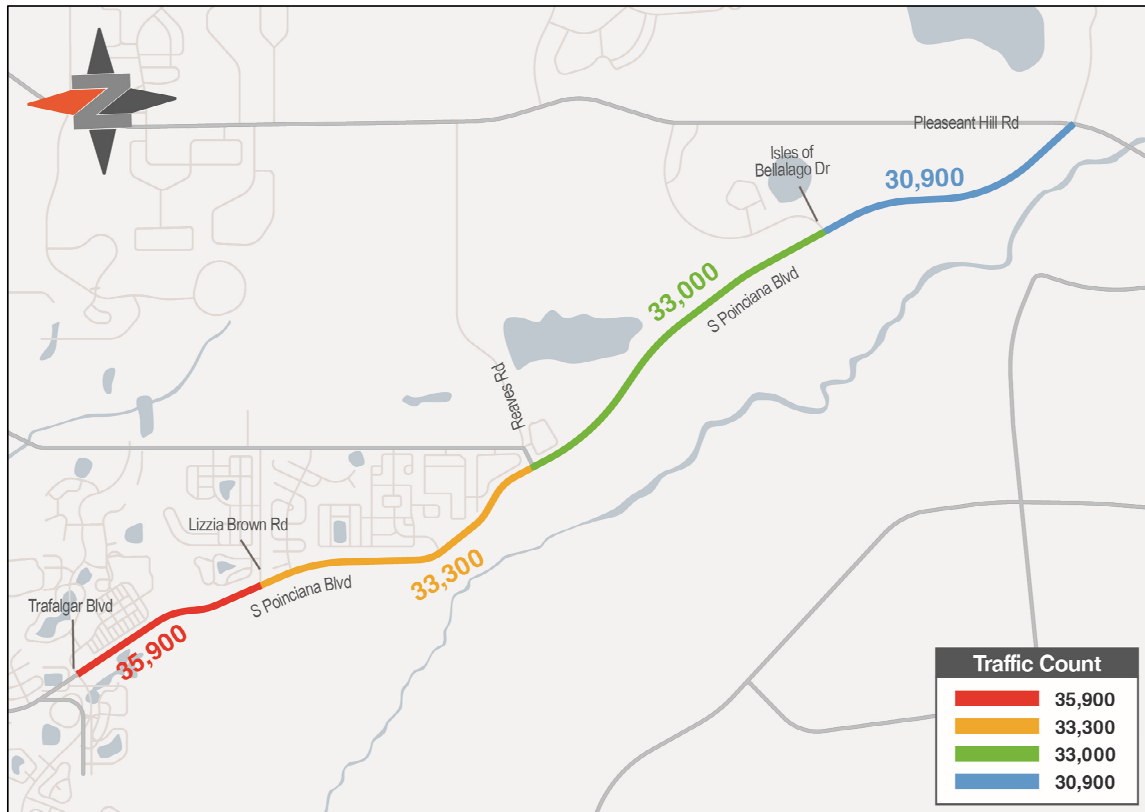 N
Pleaseant Hill Rd
Isles of
Bellalago Dr
30,900
33,000
S Poinciana Blvd
Reaves Rd
Lizzia Brown Rd
33,300
S Poinciana Blvd
Trafalgar Blvd
35,900
Traffic Count
35,900
33,300
33,000
30,900